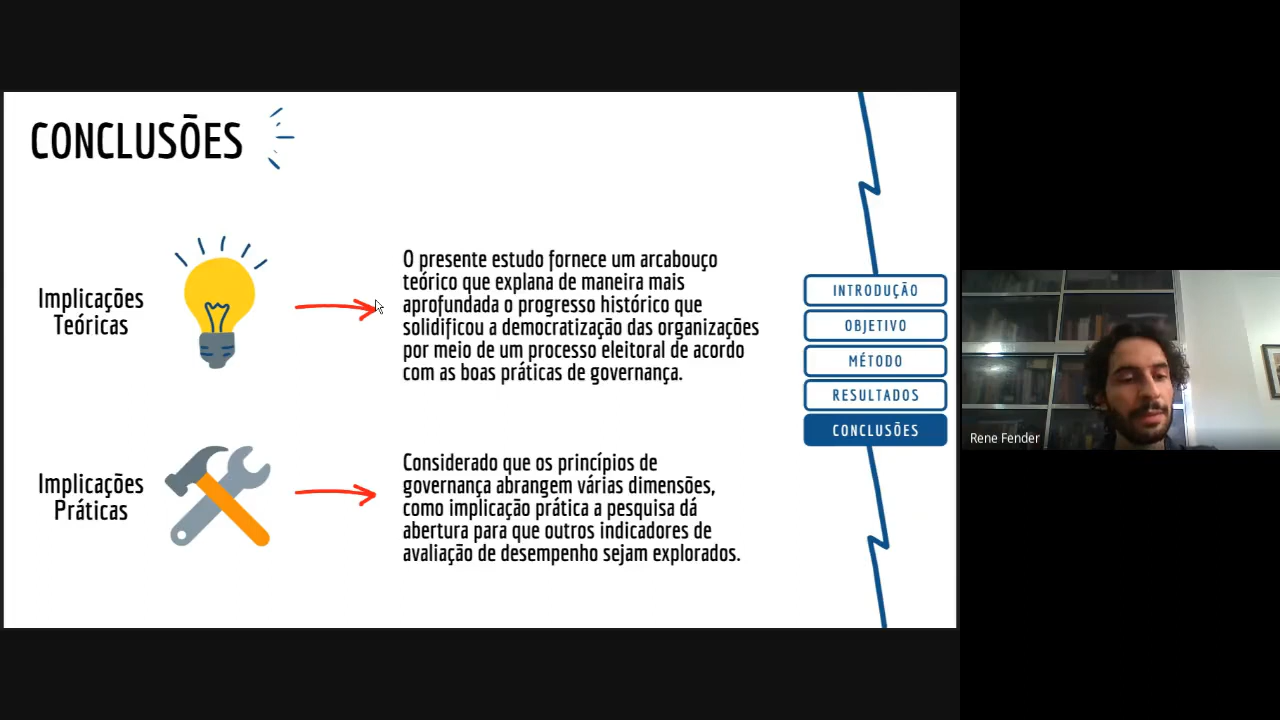 CONCLUSÕES
Implicações
Teóricas
O presente estudo fornece um arcabouço
teórico que explana de maneira mais
aprofundada o progresso histórico que
solidificou a democratização das organizações
por meio de um processo eleitoral de acordo
com as boas práticas de governança.
Implicações
Práticas
Considerado que os princípios de
governança abrangem várias dimensões,
como implicação prática a pesquisa dá
abertura para que outros indicadores de
avaliação de desempenho sejam explorados.
INTRODUÇÃO
OBJETIVO
MÉTODO
RESULTADOS
CONCLUSÕES
Rene Fender